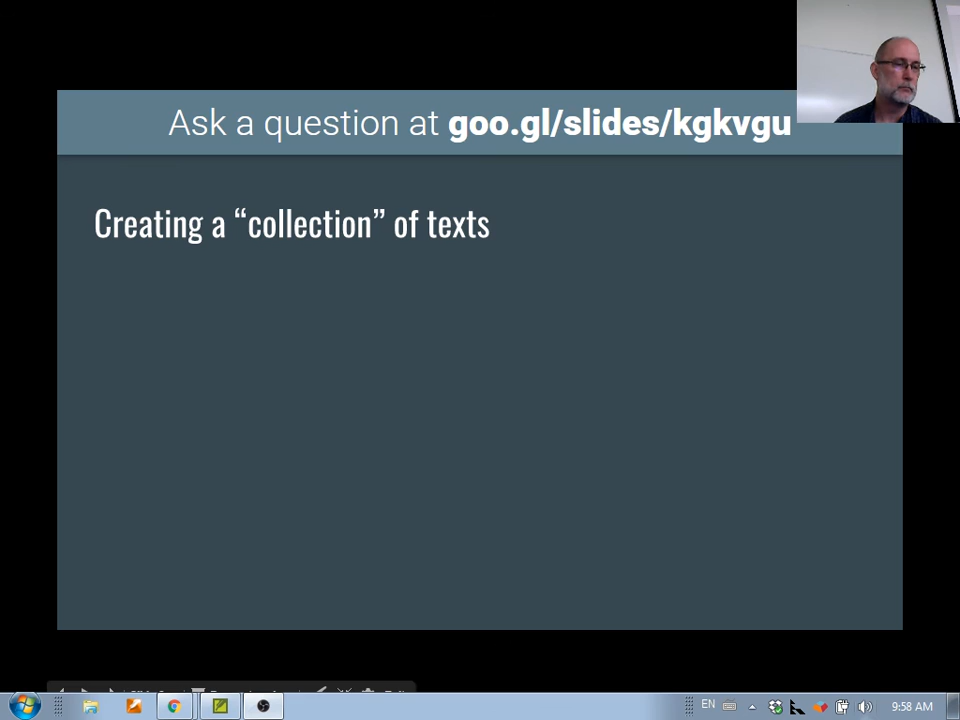 Ask a question at goo.gl/slides/kgkvgu
Creating a “collection” of texts
EN
9:58 AM